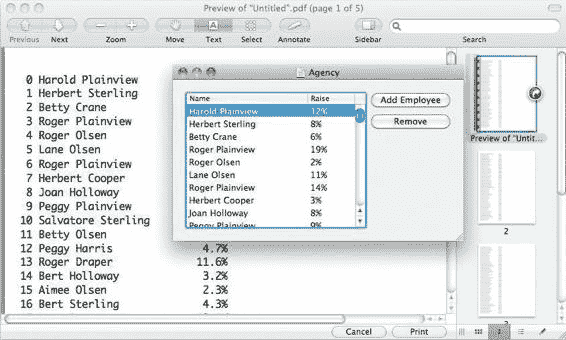 Preview of "Untitled".pdf (page 1 of 5)
Previous Next Zoom Move Text Select Annotate Sidebar Search
0 Harold Plainview
1 Herbert Sterling
2 Betty Crane
3 Roger Plainview
4 Roger Olsen
5 Lane Olsen
6 Roger Plainview
7 Herbert Cooper
8 Joan Holloway
9 Peggy Plainview
10 Salvatore Sterling
11 Betty Olsen
12 Peggy Harris 4.7%
13 Roger Draper 11.6%
14 Bert Holloway 3.2%
15 Aimee Olsen 2.3%
16 Bert Sterling 4.3%
Agency
Name Raise
Harold Plainview 12%
Herbert Sterling 8%
Betty Crane 6%
Roger Plainview 19%
Roger Olsen 2%
Lane Olsen 11%
Roger Plainview 14%
Herbert Cooper 3%
Joan Holloway 8%
Peggy Plainview 9%
Add Employee
Remove
Preview of "Untit...
2
Cancel Print